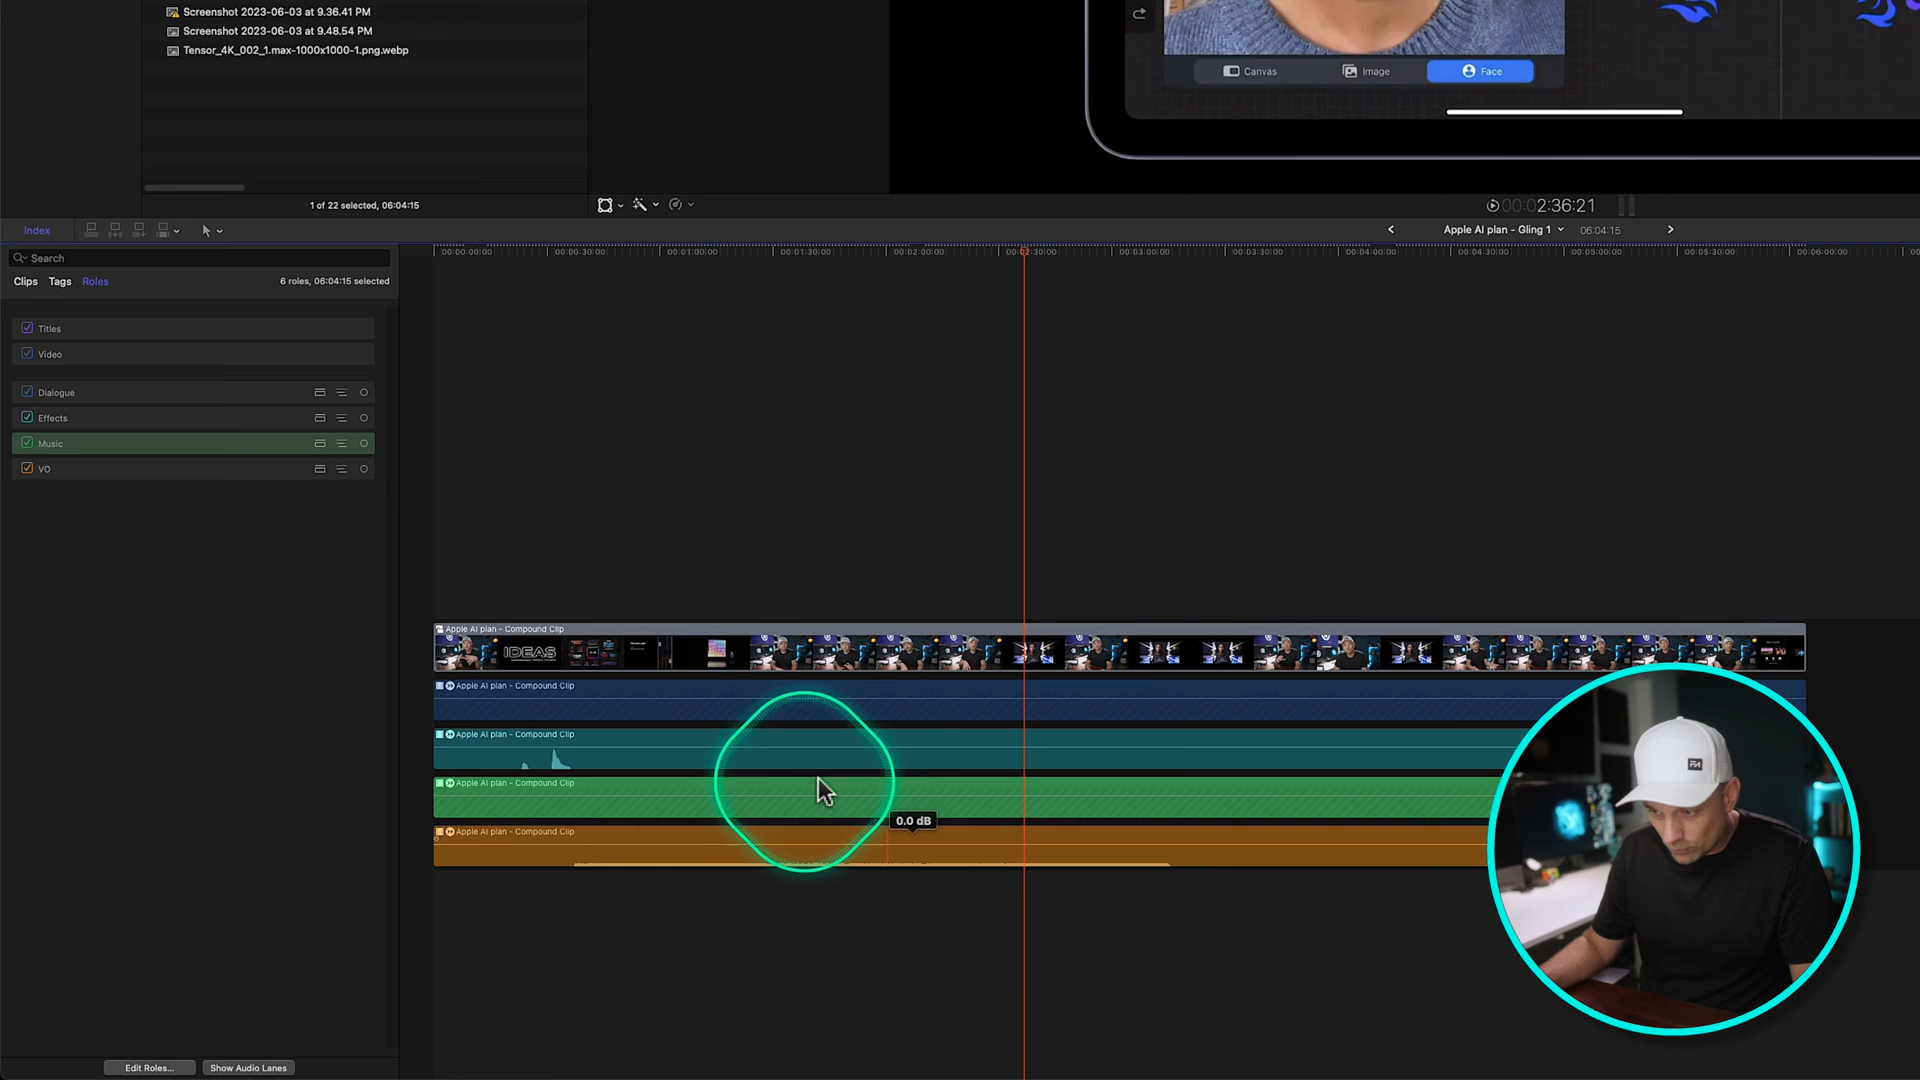 Screenshot 2023-06-03 at 9.36.41 PM
Screenshot 2023-06-03 at 9.48.54 PM
Tensor_4K_002_1.max-1000x1000-1.png.webp
Canvas
Image
Face
1 of 22 selected, 06:04:15
00:00:02:36:21
Index
Apple AI plan - Gling 1
06:04:15
Search
00:00:00:00
00:00:30:00
00:01:00:00
00:01:30:00
00:02:00:00
00:02:30:00
00:03:00:00
00:03:30:00
00:04:00:00
00:04:30:00
00:05:00:00
00:05:30:00
00:06:00:00
Clips
Tags
Roles
6 roles, 06:04:15 selected
Titles
Video
Dialogue
Effects
Music
VO
Apple AI plan - Compound Clip
IDEAS
Apple AI plan - Compound Clip
Apple AI plan - Compound Clip
Apple AI plan - Compound Clip
0.0 dB
Apple AI plan - Compound Clip
Edit Roles...
Show Audio Lanes